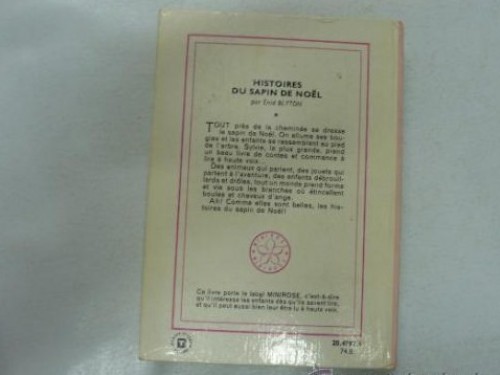 HISTOIRES
DU SAPIN DE NOËL
par Enid BLYTON
TOUT près de la cheminée se dresse
le sapin de Noël. On allume ses bou-
gies et les enfants se rassemblent au pied
de l'arbre. Sylvie, la plus grande, prend
un beau livre de contes et commence à
lire à haute voix...
Des animaux qui parlent, des jouets qui
partent à l'aventure, des enfants débrouil-
lards et drôles, tout un monde prend forme
et vie sous les branches où étincellent
boules et cheveux d'ange.
Ah! Comme elles sont belles, les his-
toires du sapin de Noël!
Ce livre porte le label MINIROSE, c'est-à-dire
qu'il intéresse les enfants dès qu'ils savent lire,
et qu'il peut aussi bien leur être lu à haute voix.